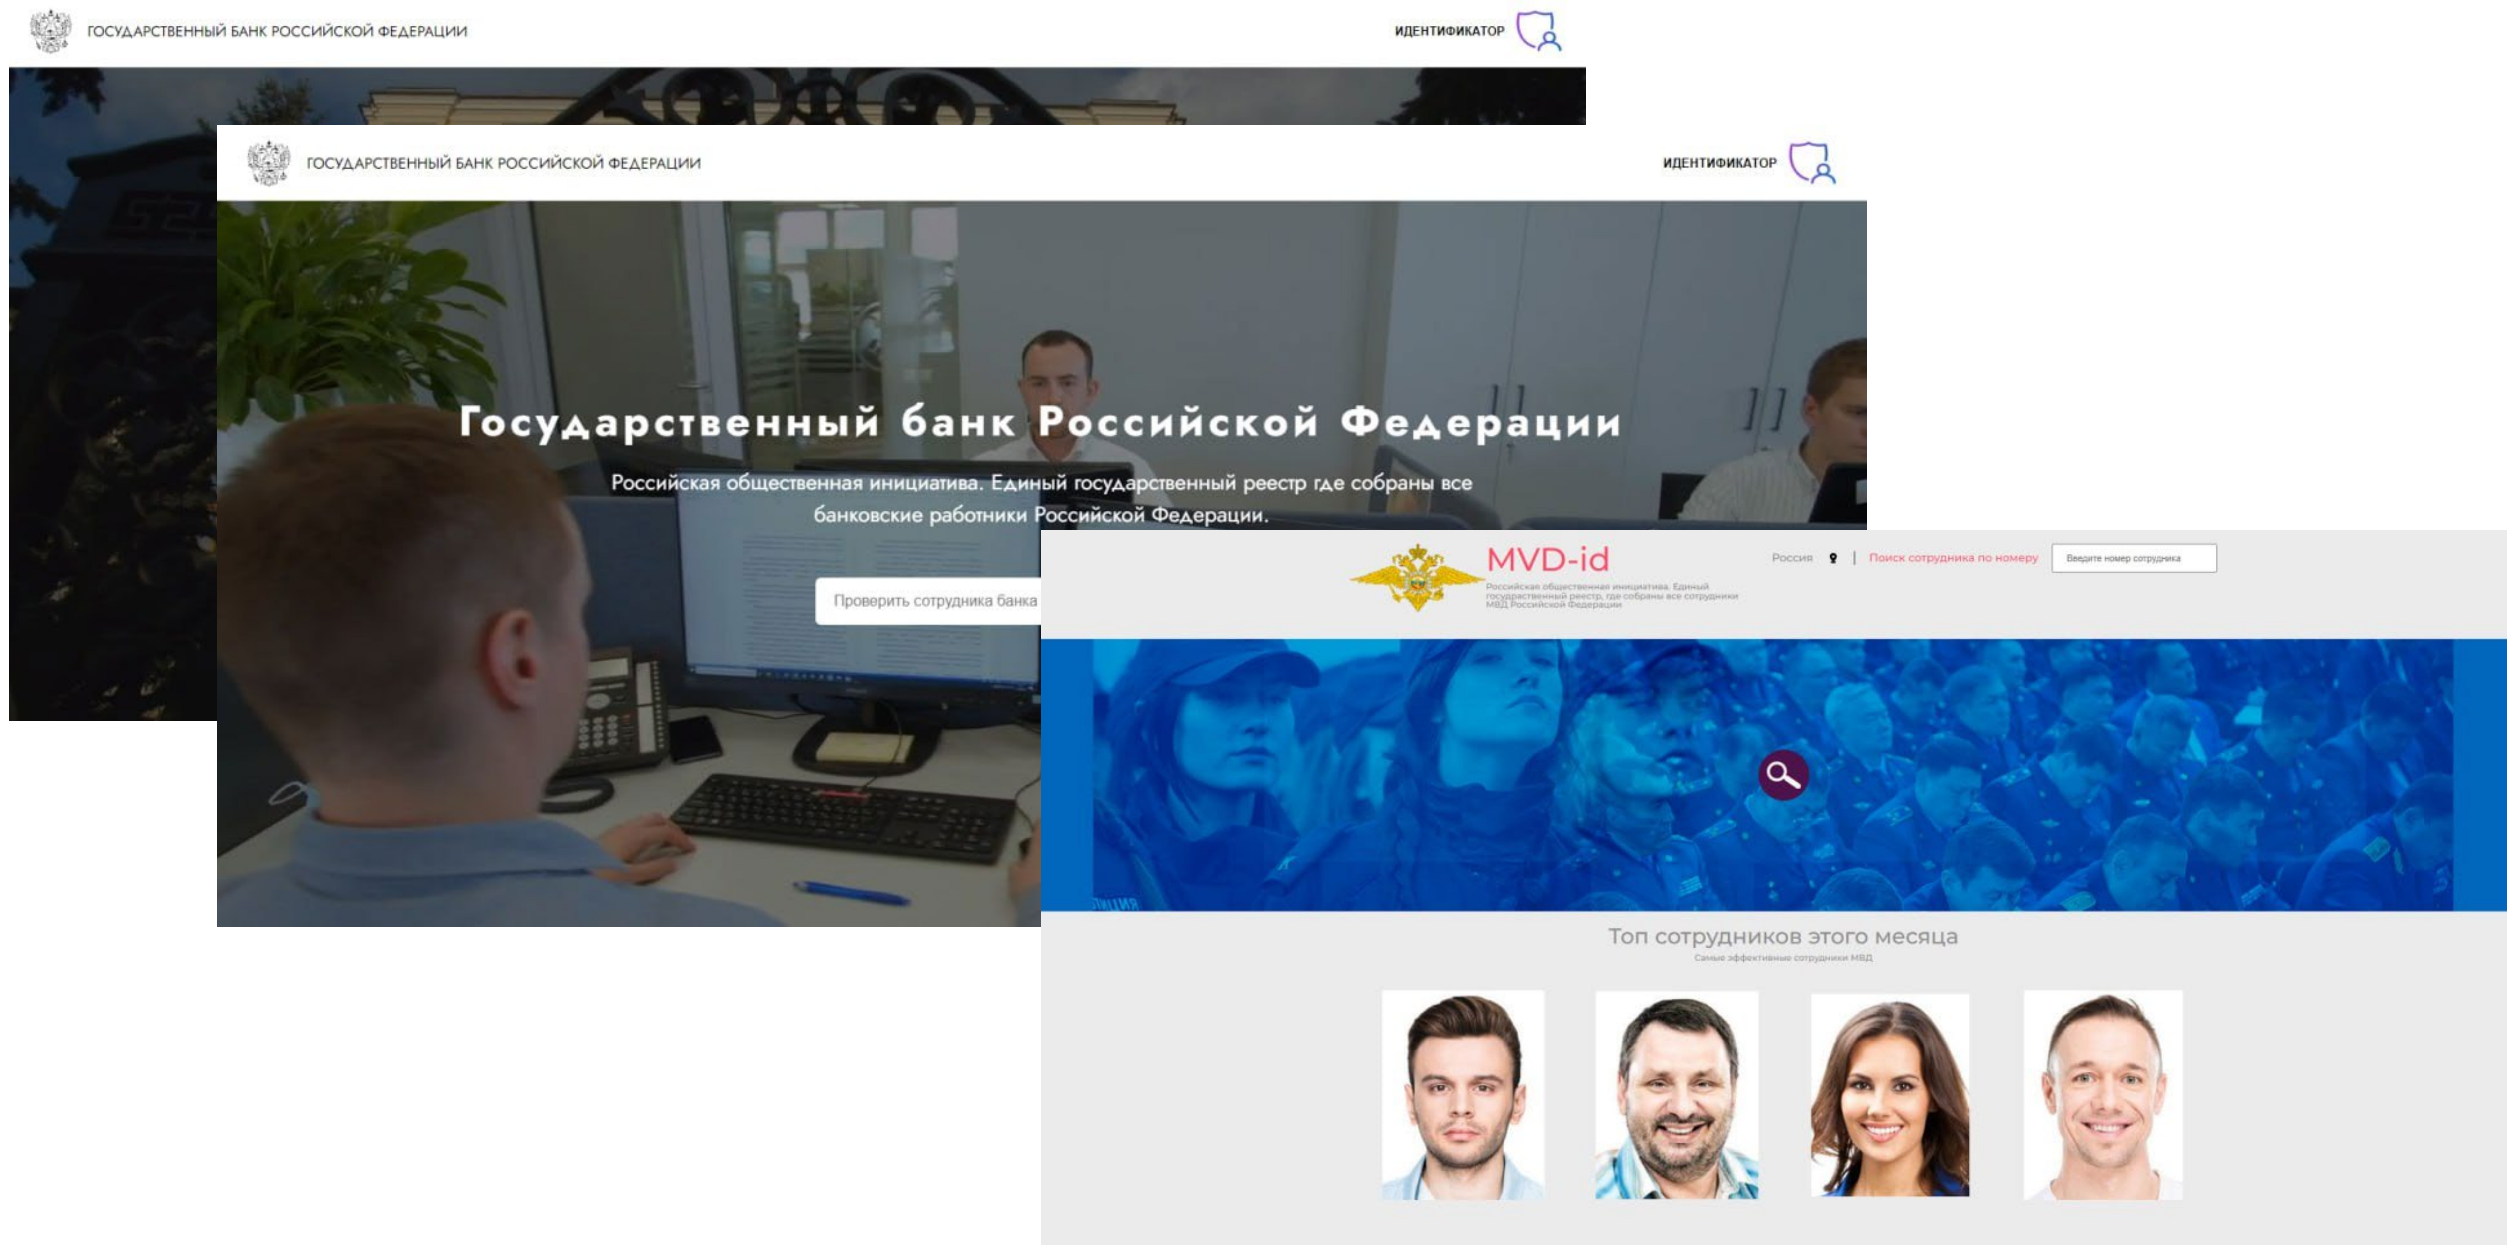 ГОСУДАРСТВЕННЫЙ БАНК РОССИЙСКОЙ ФЕДЕРАЦИИ
ИДЕНТИФИКАТОР
ГОСУДАРСТВЕННЫЙ БАНК РОССИЙСКОЙ ФЕДЕРАЦИИ
ИДЕНТИФИКАТОР
Государственный банк Российской Федерации
Российская общественная инициатива. Единый государственный реестр где собраны все
банковские работники Российской Федерации.
Проверить сотрудника банка
MVD-id
Российская общественная инициатива. Единый
государственный реестр, где собраны все сотрудники
МВД Российской Федерации
Россия | Поиск сотрудника по номеру
Введите номер сотрудника
Топ сотрудников этого месяца
Самые эффективные сотрудники МВД